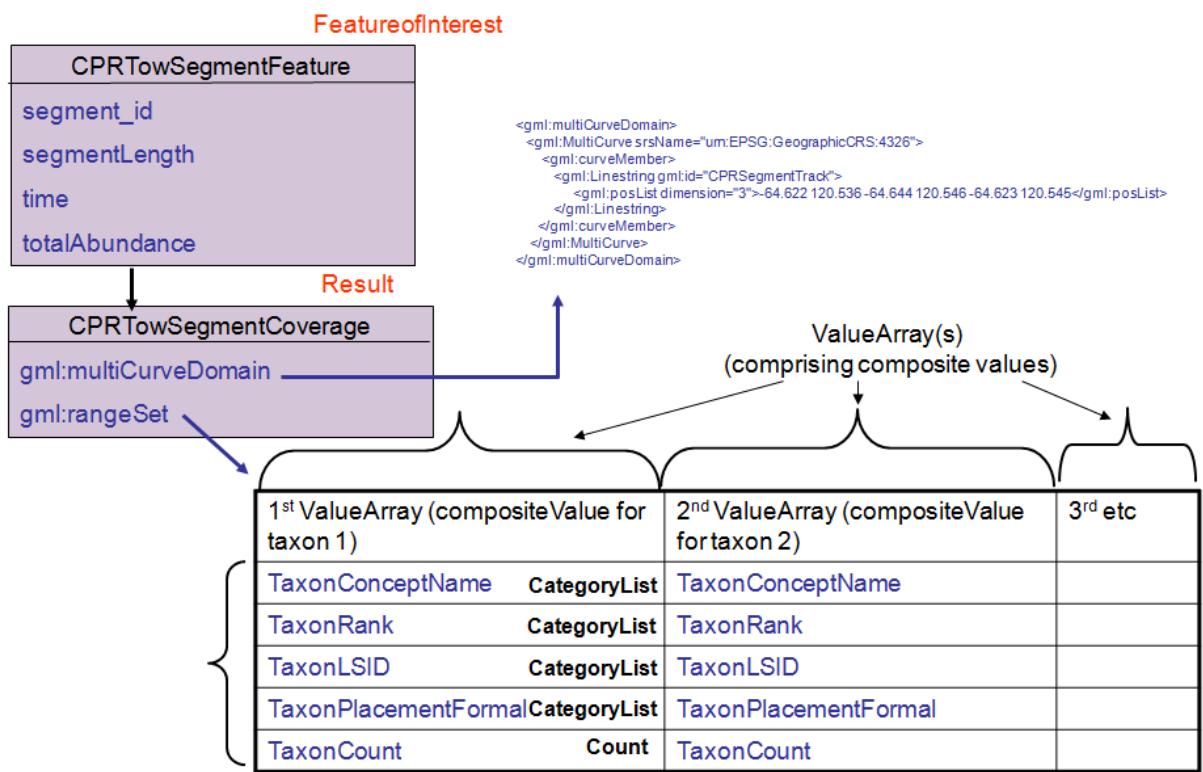 FeatureofInterest
CPRTowSegmentFeature
segment_id
segmentLength
time
totalAbundance
<gml:multiCurveDomain>
<gml:MultiCurve srsName="urn:EPSG:GeographicCRS:4326">
<gml:curveMember>
<gml:Linestring gml:id="CPRSegmentTrack">
<gml:posList dimension="3">-64.622 120.536 -64.644 120.546 -64.623 120.545</gml:posList>
</gml:Linestring>
</gml:curveMember>
</gml:MultiCurve>
</gml:multiCurveDomain>
Result
CPRTowSegmentCoverage
gml:multiCurveDomain
gml:rangeSet
ValueArray(s)
(comprising composite values)
1st ValueArray (compositeValue for
taxon 1)
2nd ValueArray (compositeValue
for taxon 2)
3rd etc
TaxonConceptName CategoryList TaxonConceptName
TaxonRank CategoryList TaxonRank
TaxonLSID CategoryList TaxonLSID
TaxonPlacementFormal CategoryList TaxonPlacementFormal
TaxonCount Count TaxonCount